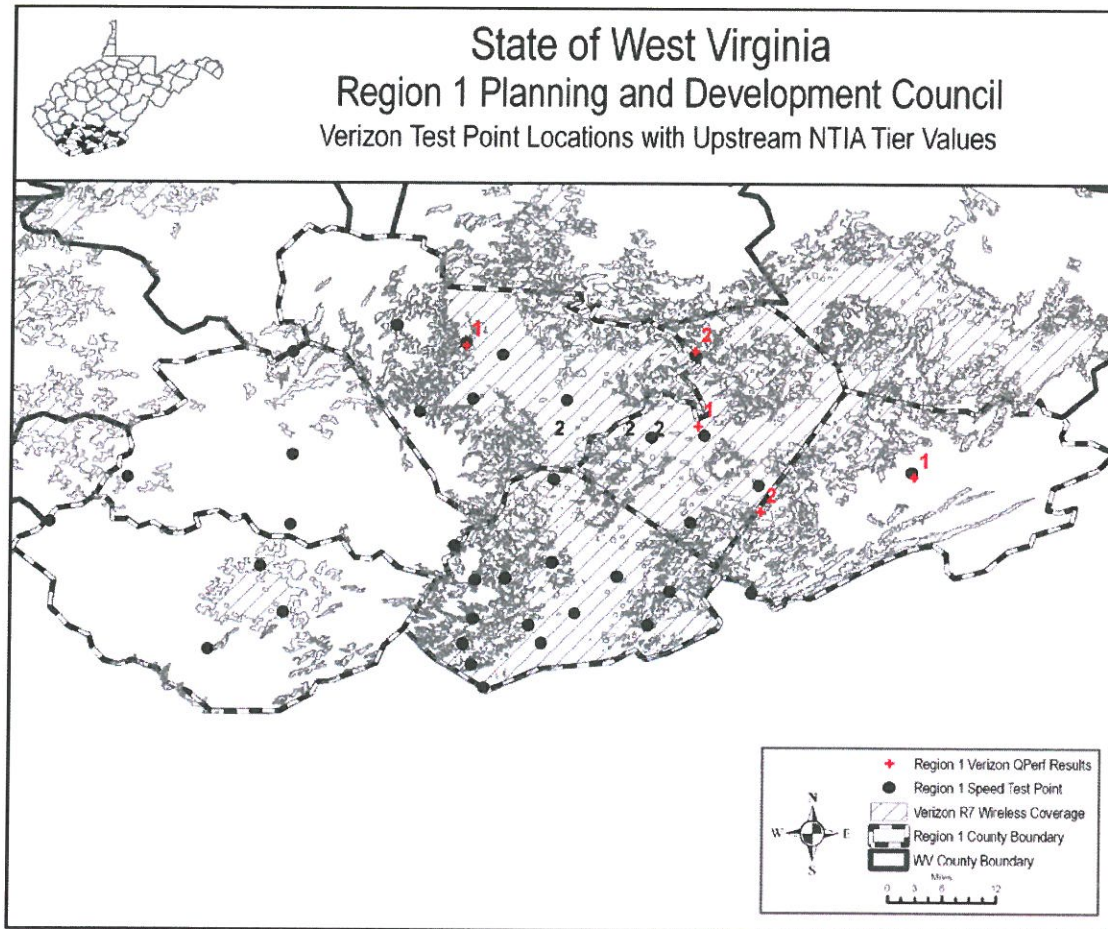 State of West Virginia
Region 1 Planning and Development Council
Verizon Test Point Locations with Upstream NTIA Tier Values
1
2
1
2 2 2
1
2
Region 1 Verizon QPerf Results
Region 1 Speed Test Point
Verizon R7 Wireless Coverage
Region 1 County Boundary
WV County Boundary
N
W E
S
Miles
0 3 6 12